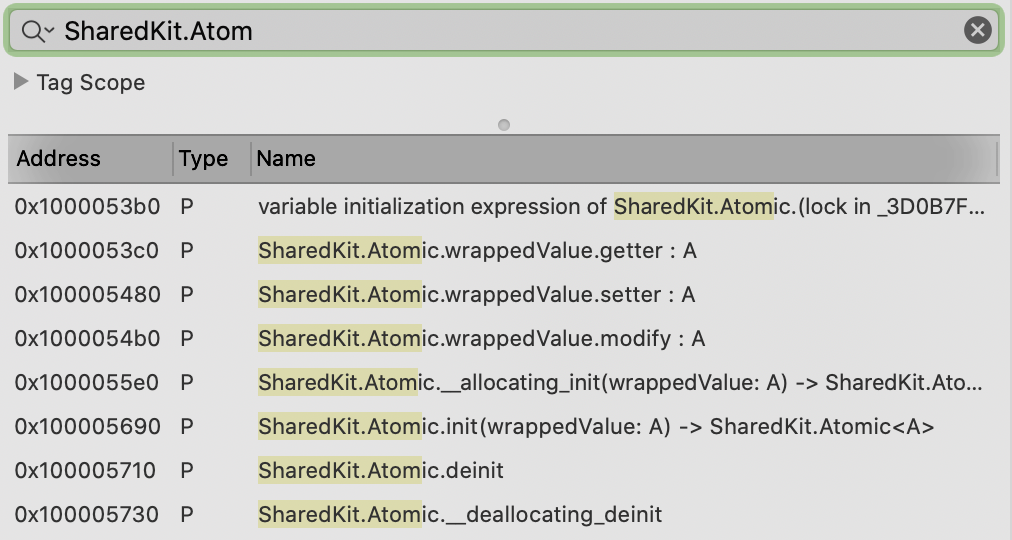 SharedKit.Atom
Tag Scope
Address Type Name
0x1000053b0 P variable initialization expression of SharedKit.Atomic.(lock in _3D0B7F...
0x1000053c0 P SharedKit.Atomic.wrappedValue.getter : A
0x100005480 P SharedKit.Atomic.wrappedValue.setter : A
0x1000054b0 P SharedKit.Atomic.wrappedValue.modify : A
0x1000055e0 P SharedKit.Atomic.__allocating_init(wrappedValue: A) -> SharedKit.Ato...
0x100005690 P SharedKit.Atomic.init(wrappedValue: A) -> SharedKit.Atomic<A>
0x100005710 P SharedKit.Atomic.deinit
0x100005730 P SharedKit.Atomic.__deallocating_deinit